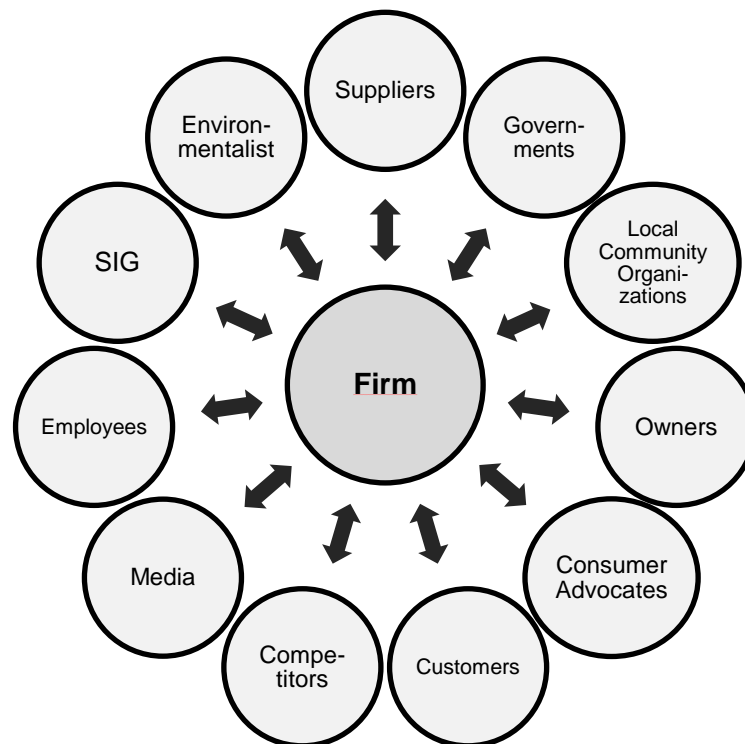 Suppliers
Environ-
mentalist
Govern-
ments
Local
Community
Organi-
zations
SIG
Firm
Employees
Owners
Media
Consumer
Advocates
Compe-
titors
Customers